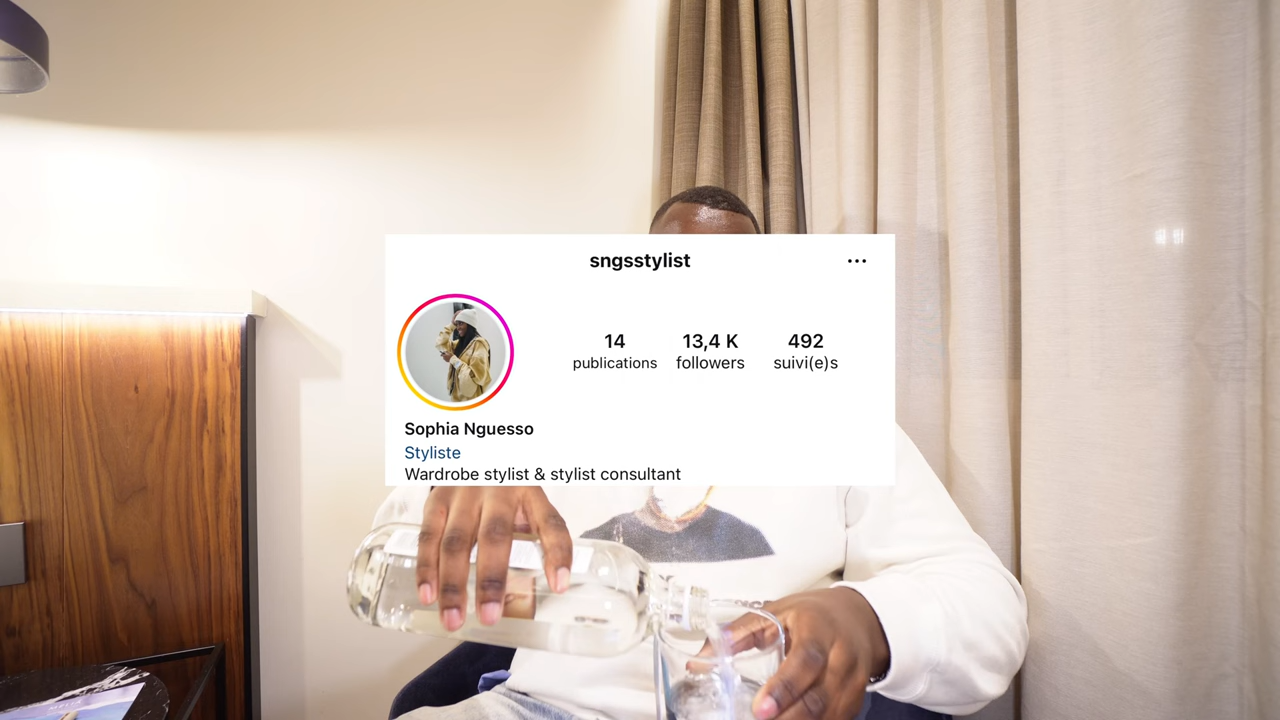 sngsstylist
14
13,4 K
492
publications
followers
suivi(e)s
Sophia Nguesso
Styliste
Wardrobe stylist & stylist consultant